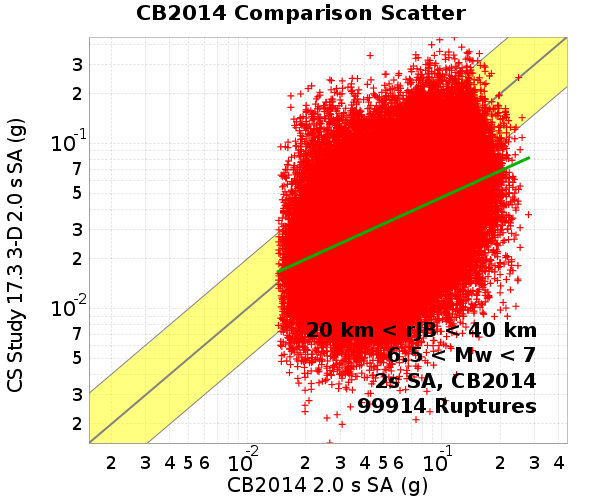 CB2014 Comparison Scatter
CS Study 17.3 3-D 2.0 s SA (g)
3
2
10⁻¹
7
5
3
2
10⁻²
7
5
3
2
20 km < rJB < 40 km
6.5 < Mw < 7
2s SA, CB2014
99914 Ruptures
2 3 4 5 6 10⁻² 2 3 4 5 6 10⁻¹ 2 3 4
CB2014 2.0 s SA (g)